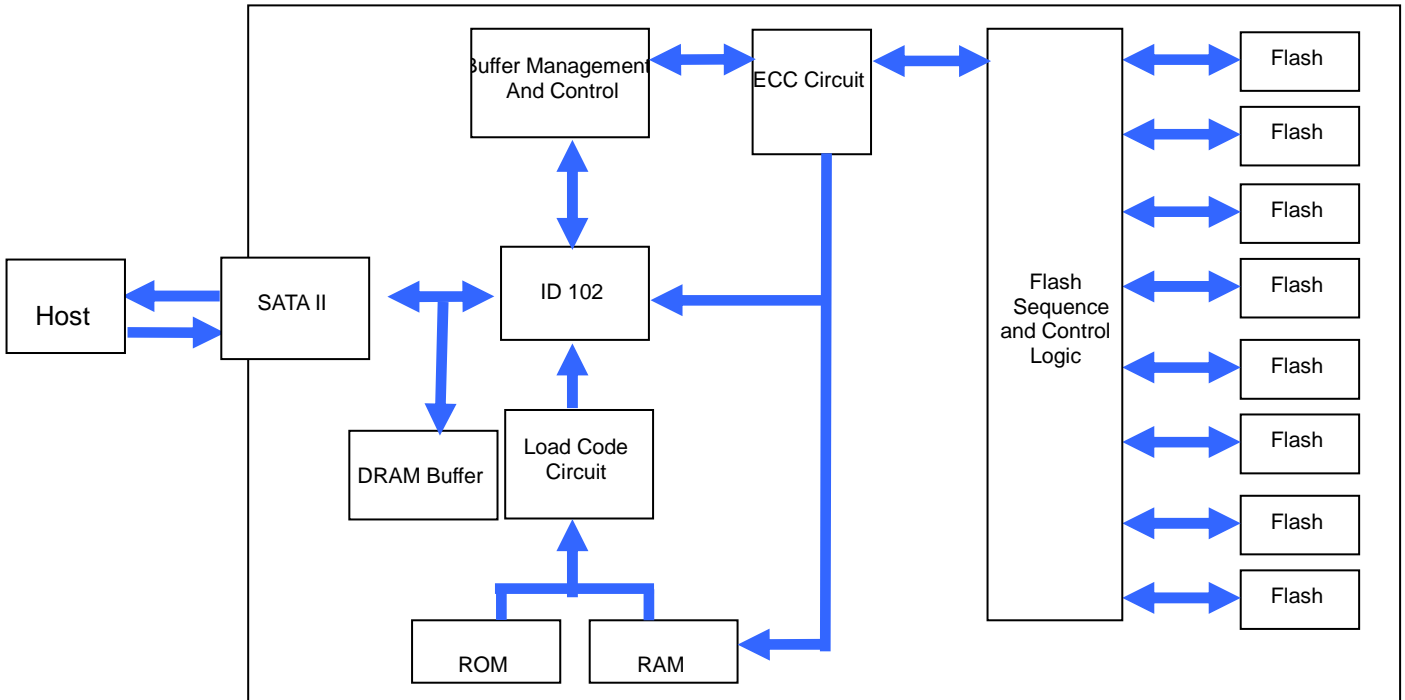 Buffer Management
And Control
ECC Circuit
Flash
Flash
Flash
Flash
Flash
Flash
Flash
Flash
Host
SATA II
ID 102
Flash
Sequence
and Control
Logic
DRAM Buffer
Load Code
Circuit
ROM
RAM